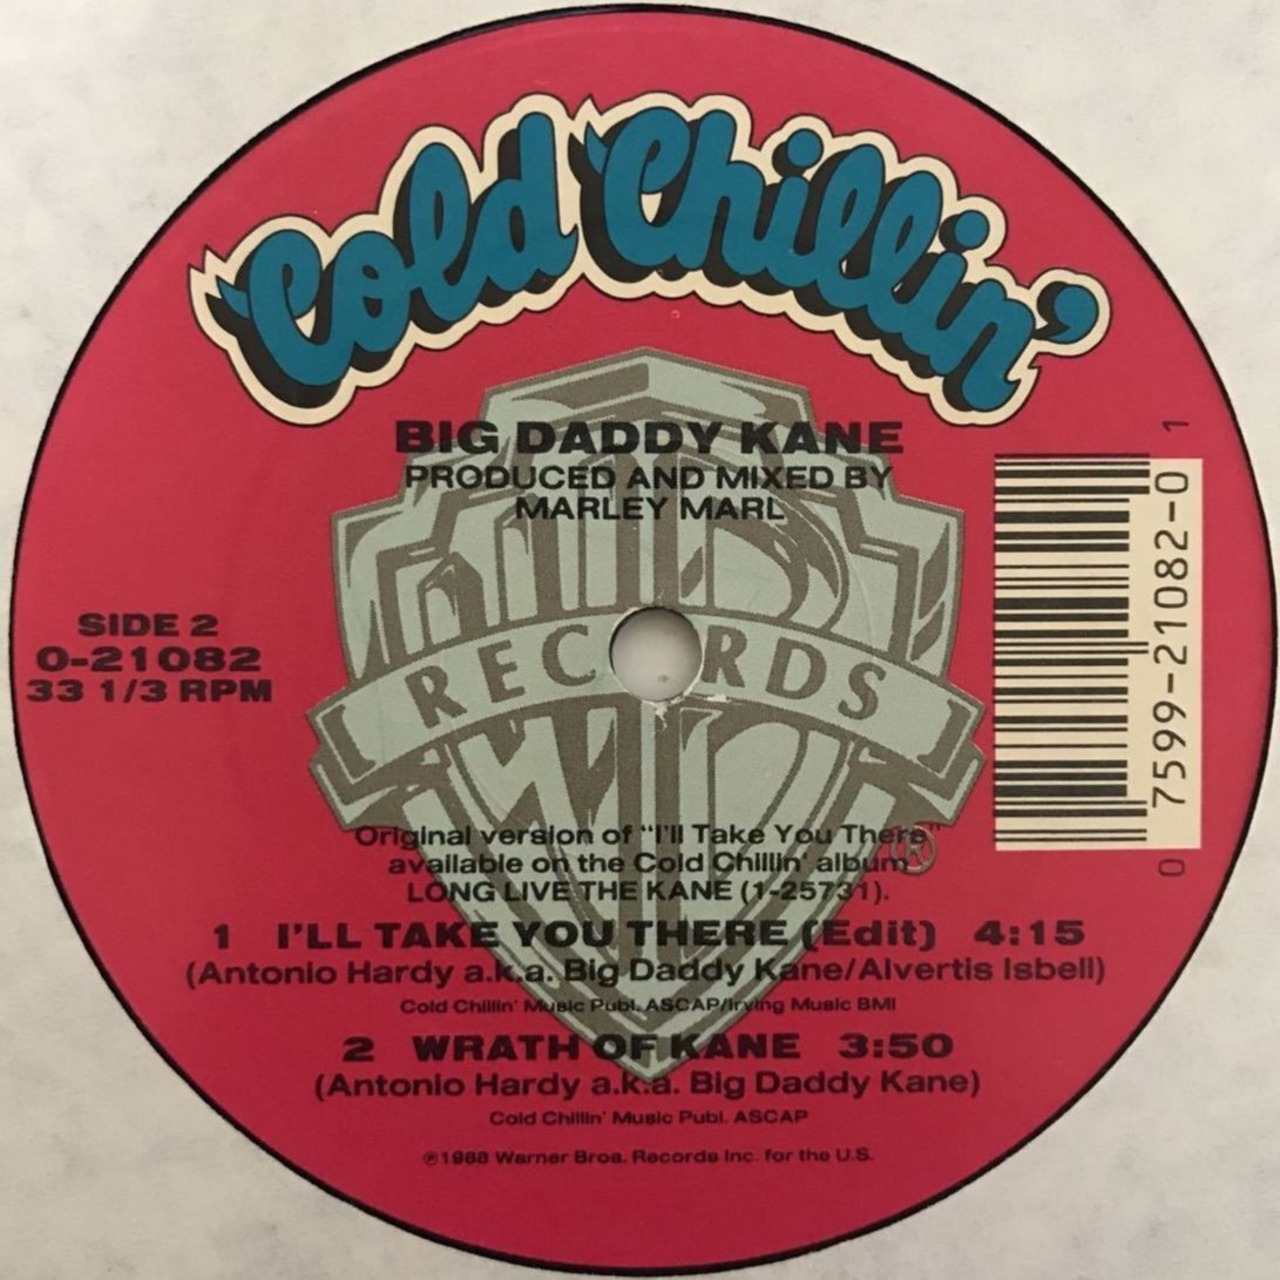 Cold Chillin'
BIG DADDY KANE
PRODUCED AND MIXED BY
MARLEY MARL
SIDE 2
0-21082
33 1/3 RPM
RECORDS
0 7599-21082-0 1
Original version of "I'll Take You There"
available on the Cold Chillin' album
LONG LIVE THE KANE (1-25731).
®
1 I'LL TAKE YOU THERE (Edit) 4:15
(Antonio Hardy a.k.a. Big Daddy Kane/Alvertis Isbell)
Cold Chillin' Music Publ. ASCAP/Irving Music BMI
2 WRATH OF KANE 3:50
(Antonio Hardy a.k.a. Big Daddy Kane)
Cold Chillin' Music Publ. ASCAP
℗1988 Warner Bros. Records Inc. for the U.S.